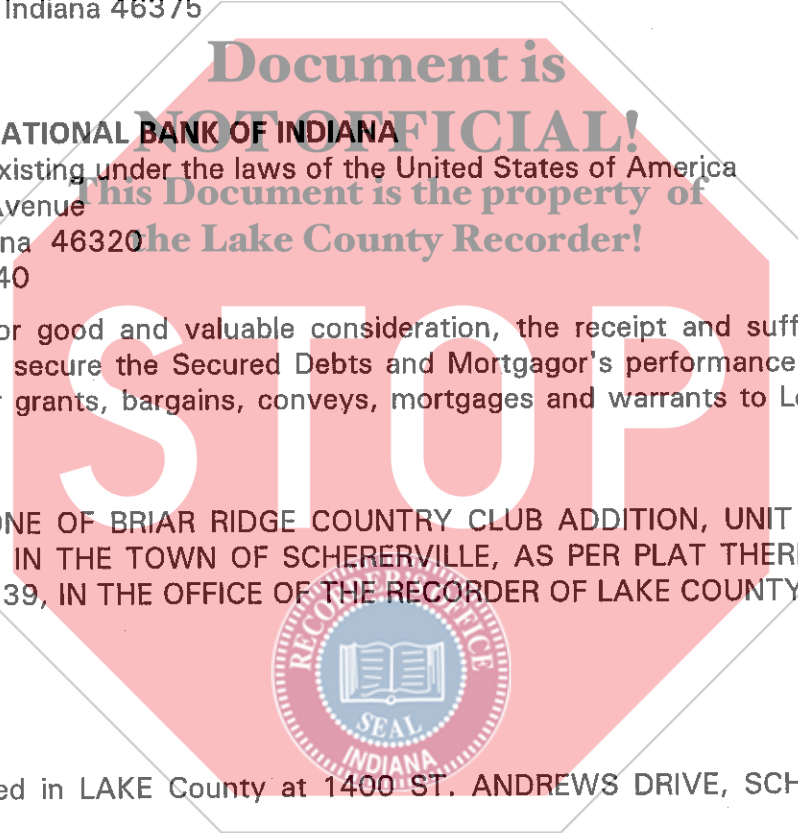 Indiana 46375
Document is
NOT OFFICIAL!
ATIONAL BANK OF INDIANA
existing under the laws of the United States of America
This Document is the property of
Avenue
the Lake County Recorder!
na 46320
40
or good and valuable consideration, the receipt and suff
secure the Secured Debts and Mortgagor's performance
grants, bargains, conveys, mortgages and warrants to Le
STOP
ONE OF BRIAR RIDGE COUNTRY CLUB ADDITION, UNIT
IN THE TOWN OF SCHERERVILLE, AS PER PLAT THER
39, IN THE OFFICE OF THE RECORDER OF LAKE COUNTY
RECORDER'S OFFICE
SEAL
INDIANA
ed in LAKE County at 1400 ST. ANDREWS DRIVE, SCH